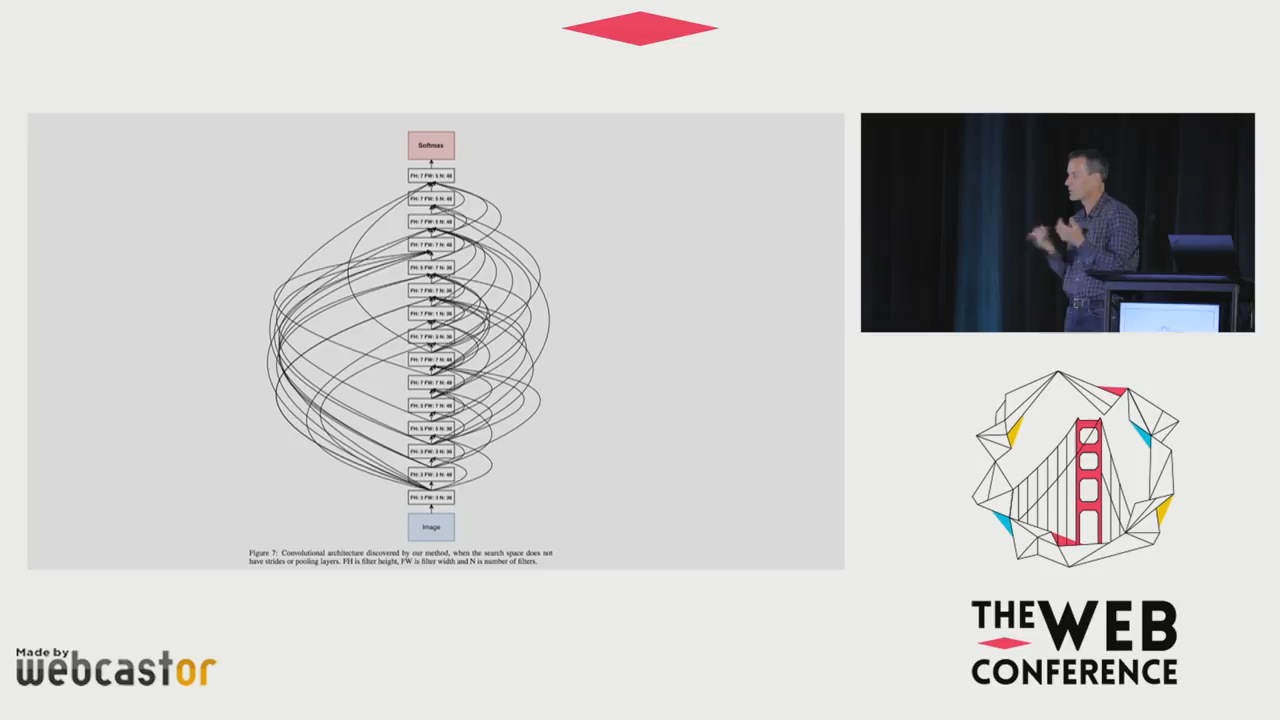 Softmax
FH: 7 FW: 5 N: 48
FH: 7 FW: 5 N: 48
FH: 7 FW: 5 N: 48
FH: 7 FW: 7 N: 48
FH: 5 FW: 7 N: 36
FH: 7 FW: 7 N: 36
FH: 7 FW: 1 N: 36
FH: 7 FW: 3 N: 36
FH: 7 FW: 7 N: 48
FH: 7 FW: 7 N: 48
FH: 3 FW: 7 N: 48
FH: 5 FW: 5 N: 36
FH: 3 FW: 3 N: 36
FH: 3 FW: 3 N: 48
FH: 3 FW: 3 N: 36
Image
Figure 7: Convolutional architecture discovered by our method, when the search space does not
have strides or pooling layers. FH is filter height, FW is filter width and N is number of filters.
THE WEB
CONFERENCE
Made by
webcastor